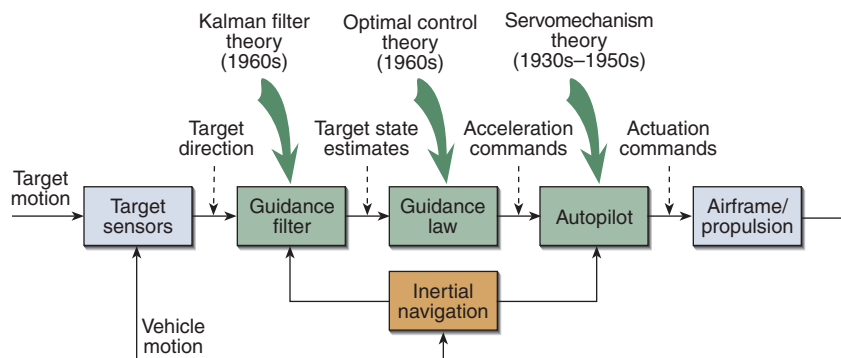 Kalman filter
theory
(1960s)
Optimal control
theory
(1960s)
Servomechanism
theory
(1930s–1950s)
Target
direction
Target state
estimates
Acceleration
commands
Actuation
commands
Target
motion
Target
sensors
Guidance
filter
Guidance
law
Autopilot
Airframe/
propulsion
Inertial
navigation
Vehicle
motion